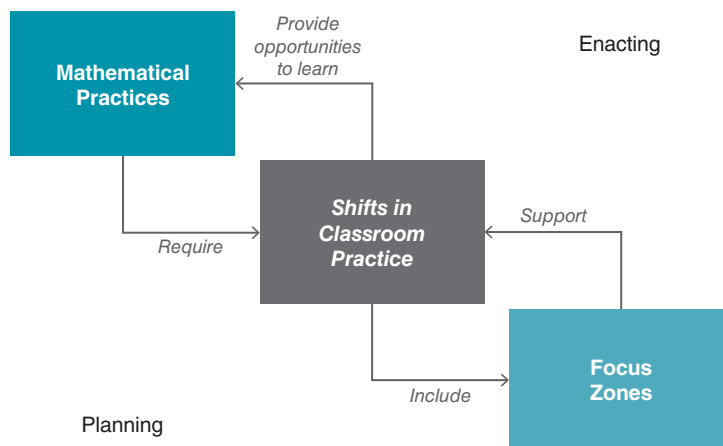 Provide
opportunities
to learn
Enacting
Mathematical
Practices
Shifts in
Classroom
Practice
Require
Support
Focus
Zones
Include
Planning